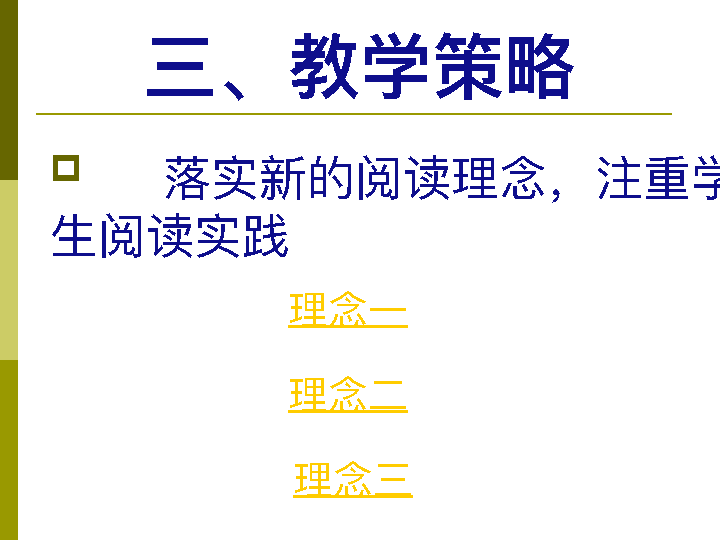 三、教学策略
落实新的阅读理念，注重学
生阅读实践
理念一
理念二
理念三